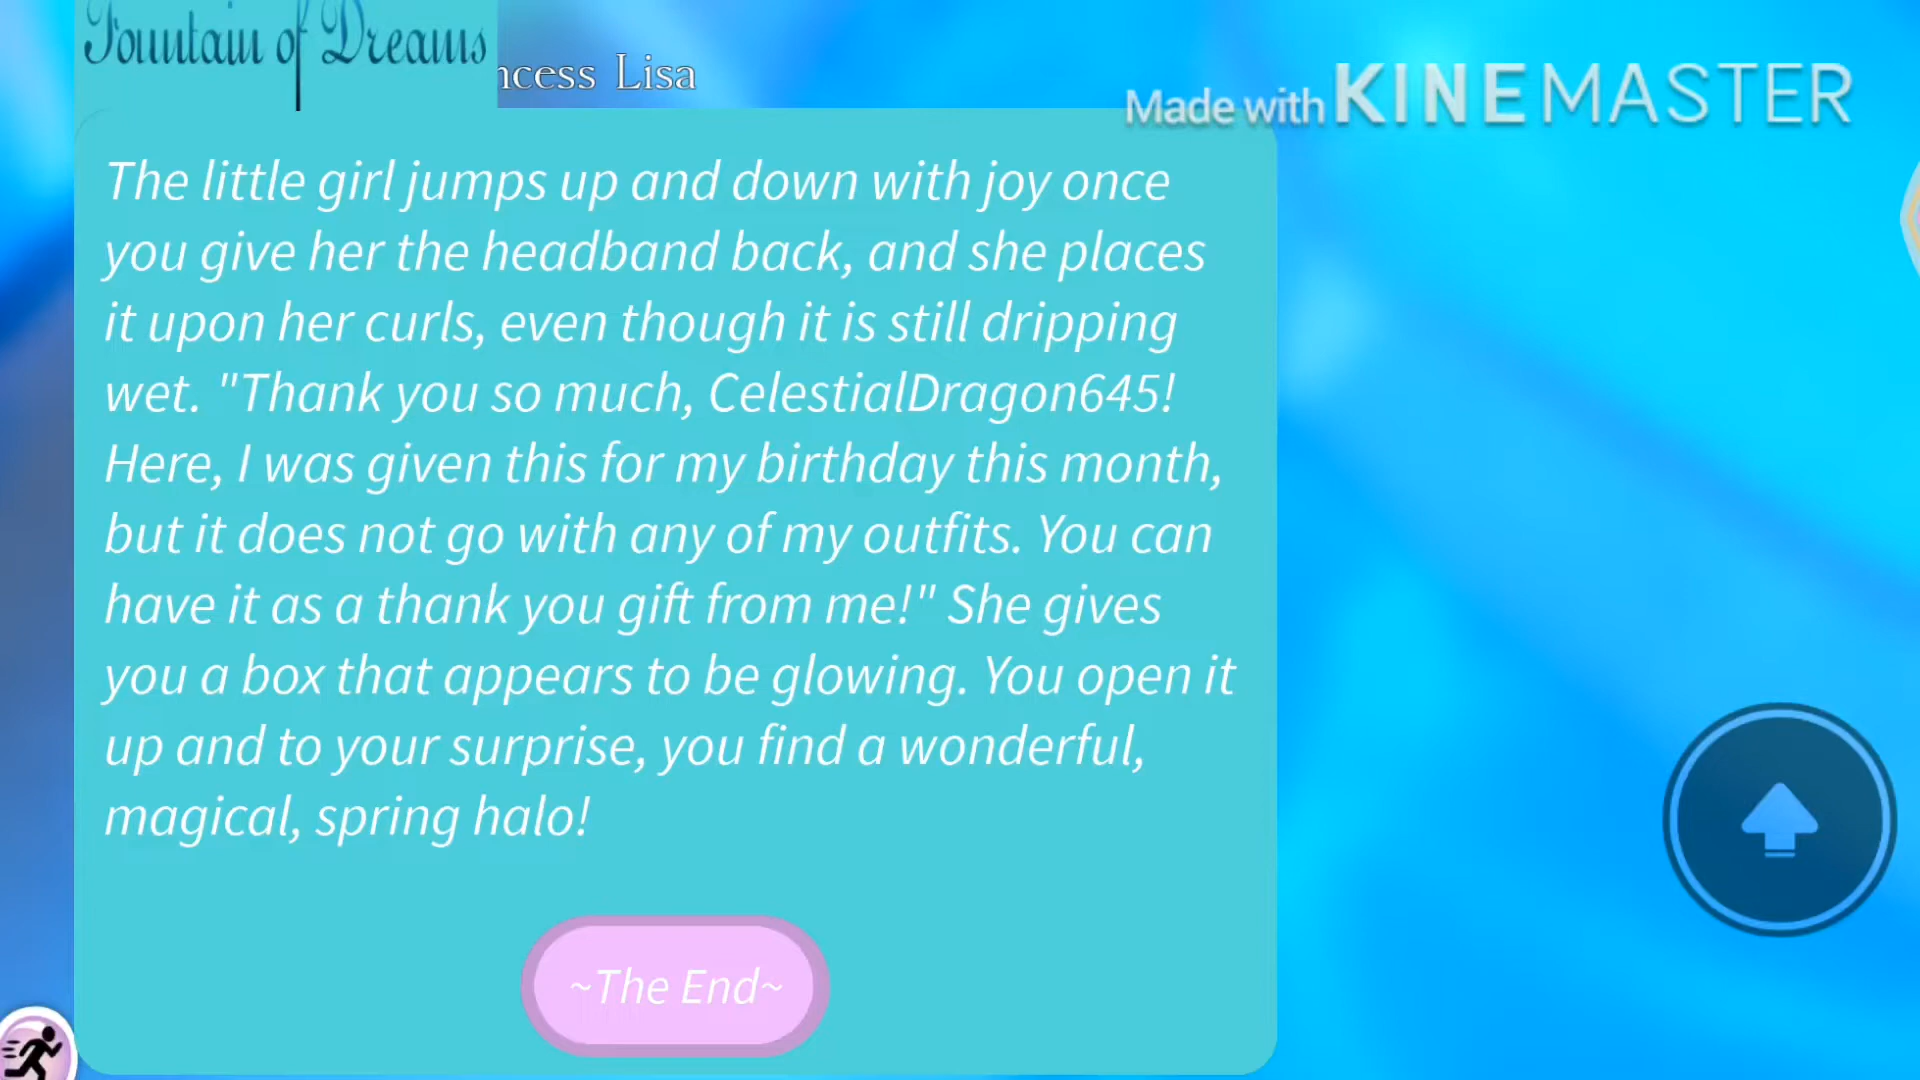 Fountain of Dreams
ncess Lisa
Made with KINEMASTER
The little girl jumps up and down with joy once
you give her the headband back, and she places
it upon her curls, even though it is still dripping
wet. "Thank you so much, CelestialDragon645!
Here, I was given this for my birthday this month,
but it does not go with any of my outfits. You can
have it as a thank you gift from me!" She gives
you a box that appears to be glowing. You open it
up and to your surprise, you find a wonderful,
magical, spring halo!
~The End~